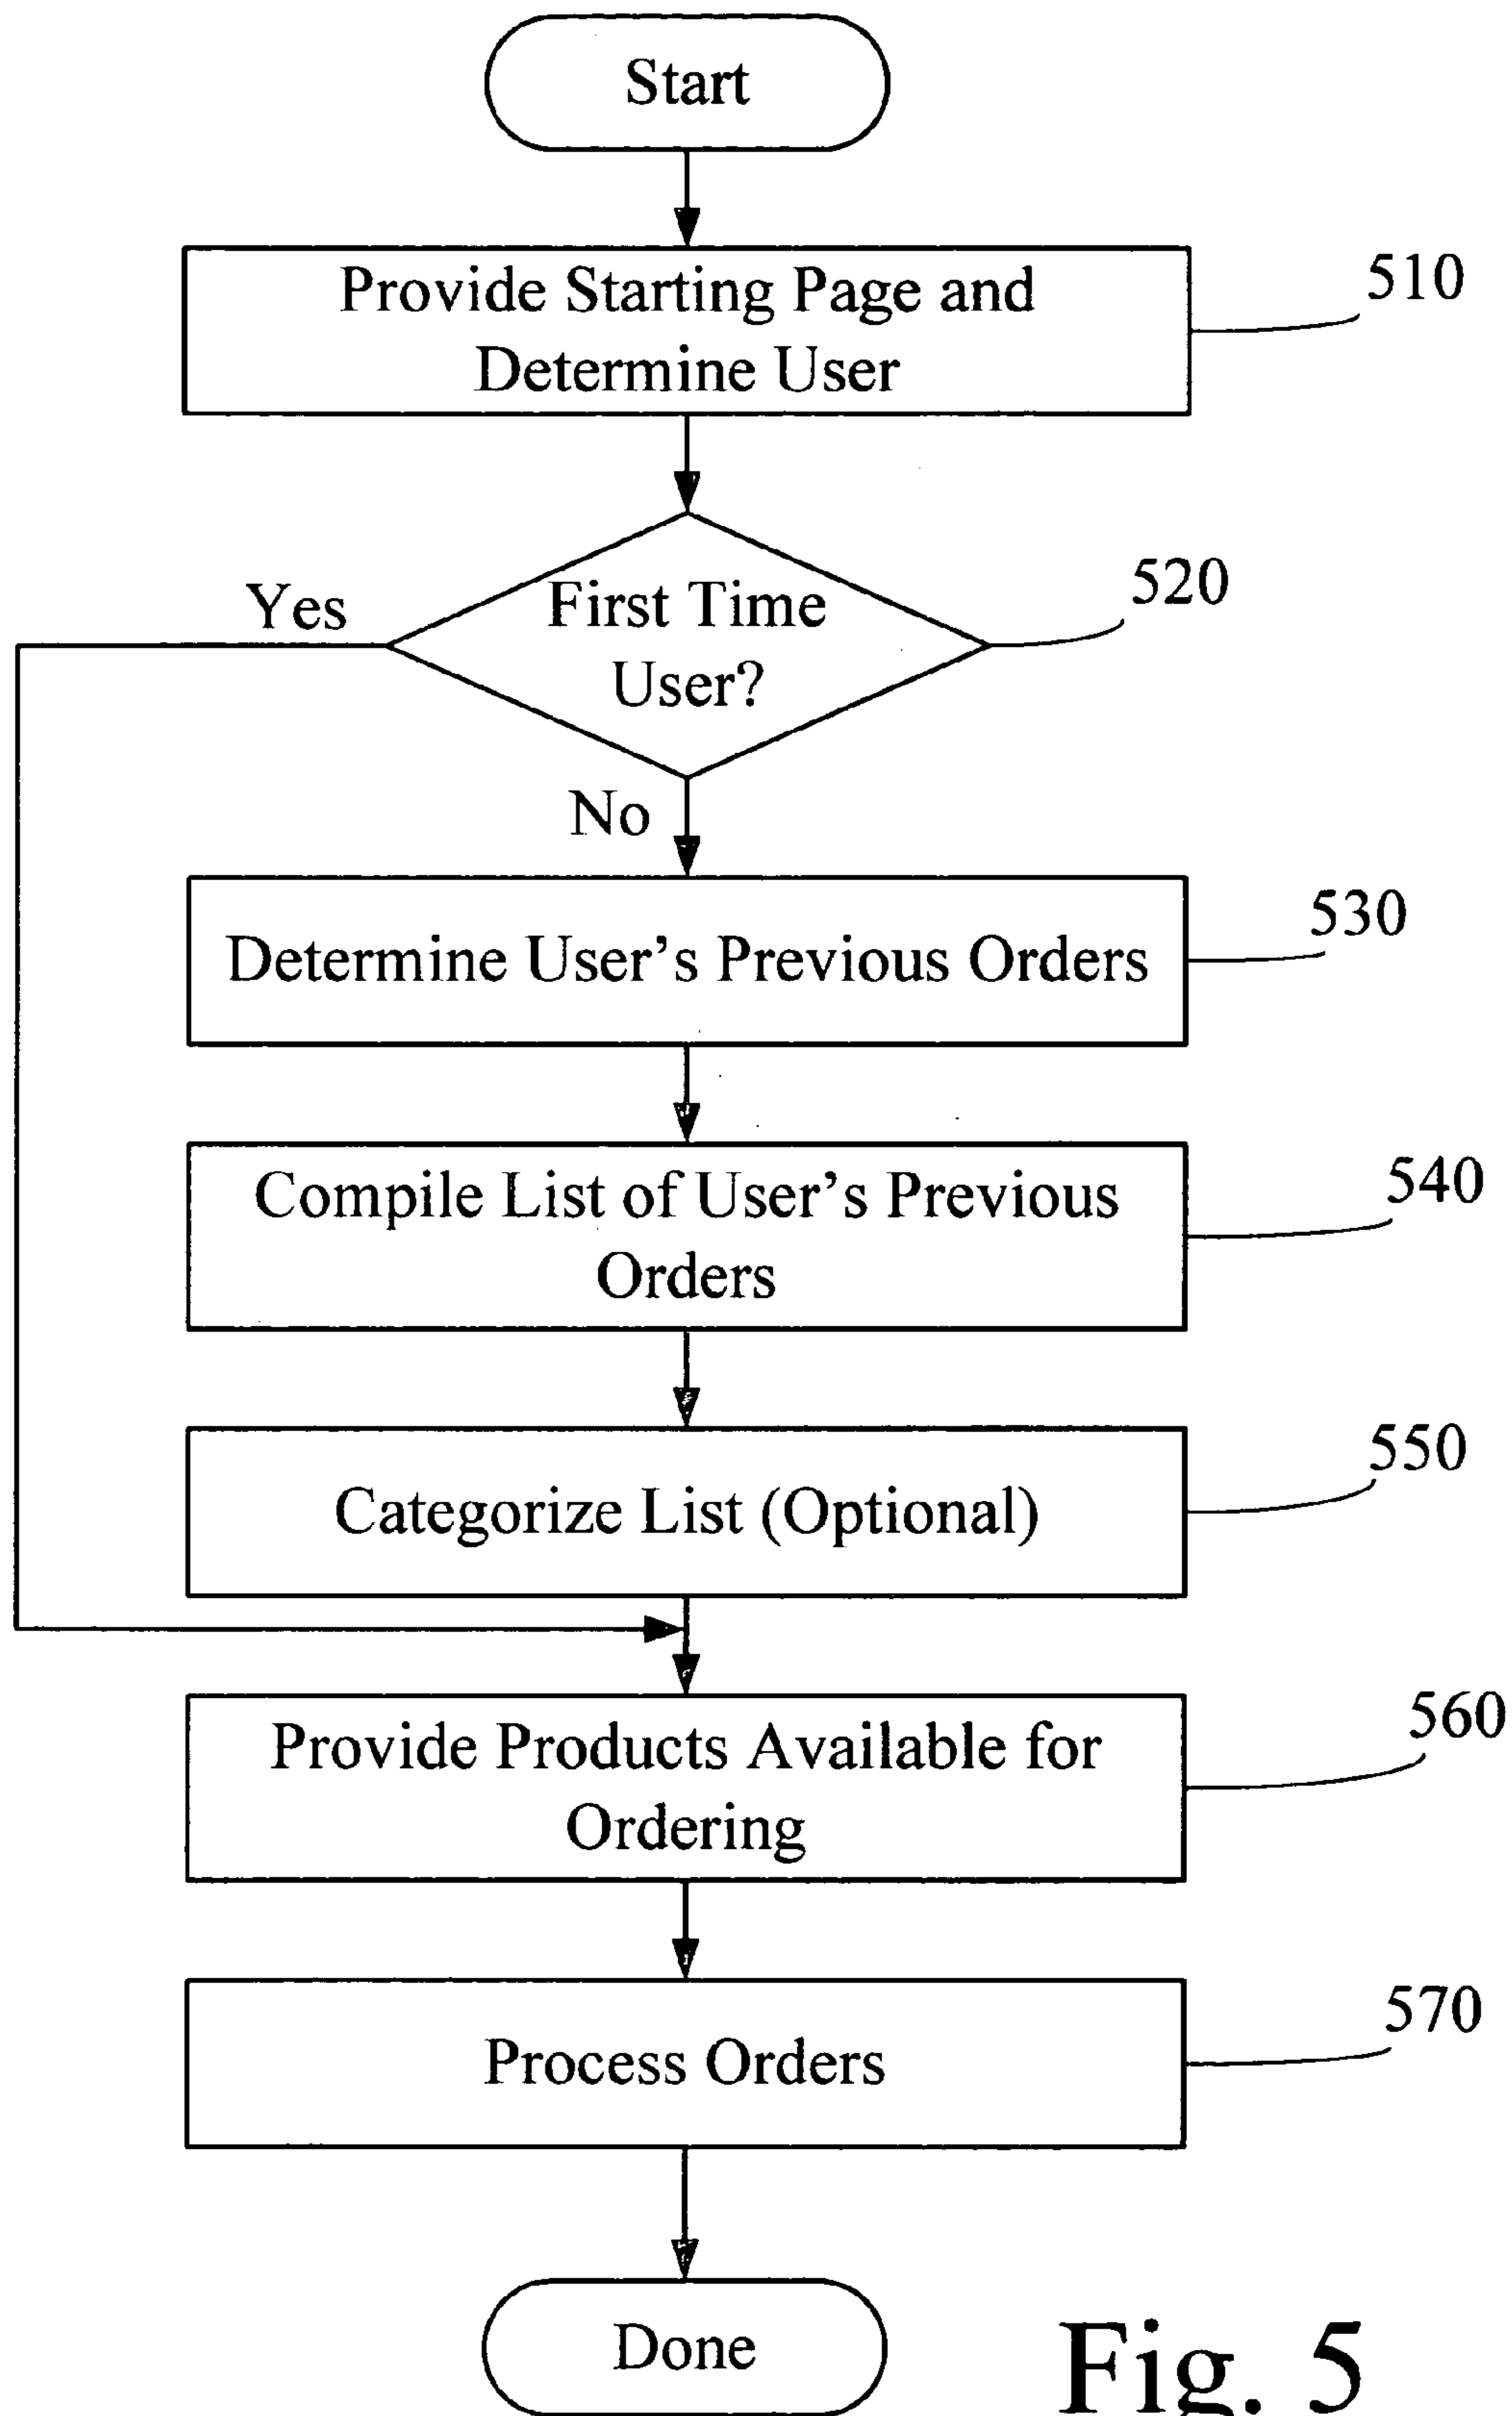 Start
Provide Starting Page and
Determine User
510
First Time
User?
520
Yes
No
Determine User's Previous Orders
530
Compile List of User's Previous
Orders
540
Categorize List (Optional)
550
Provide Products Available for
Ordering
560
Process Orders
570
Done
Fig. 5